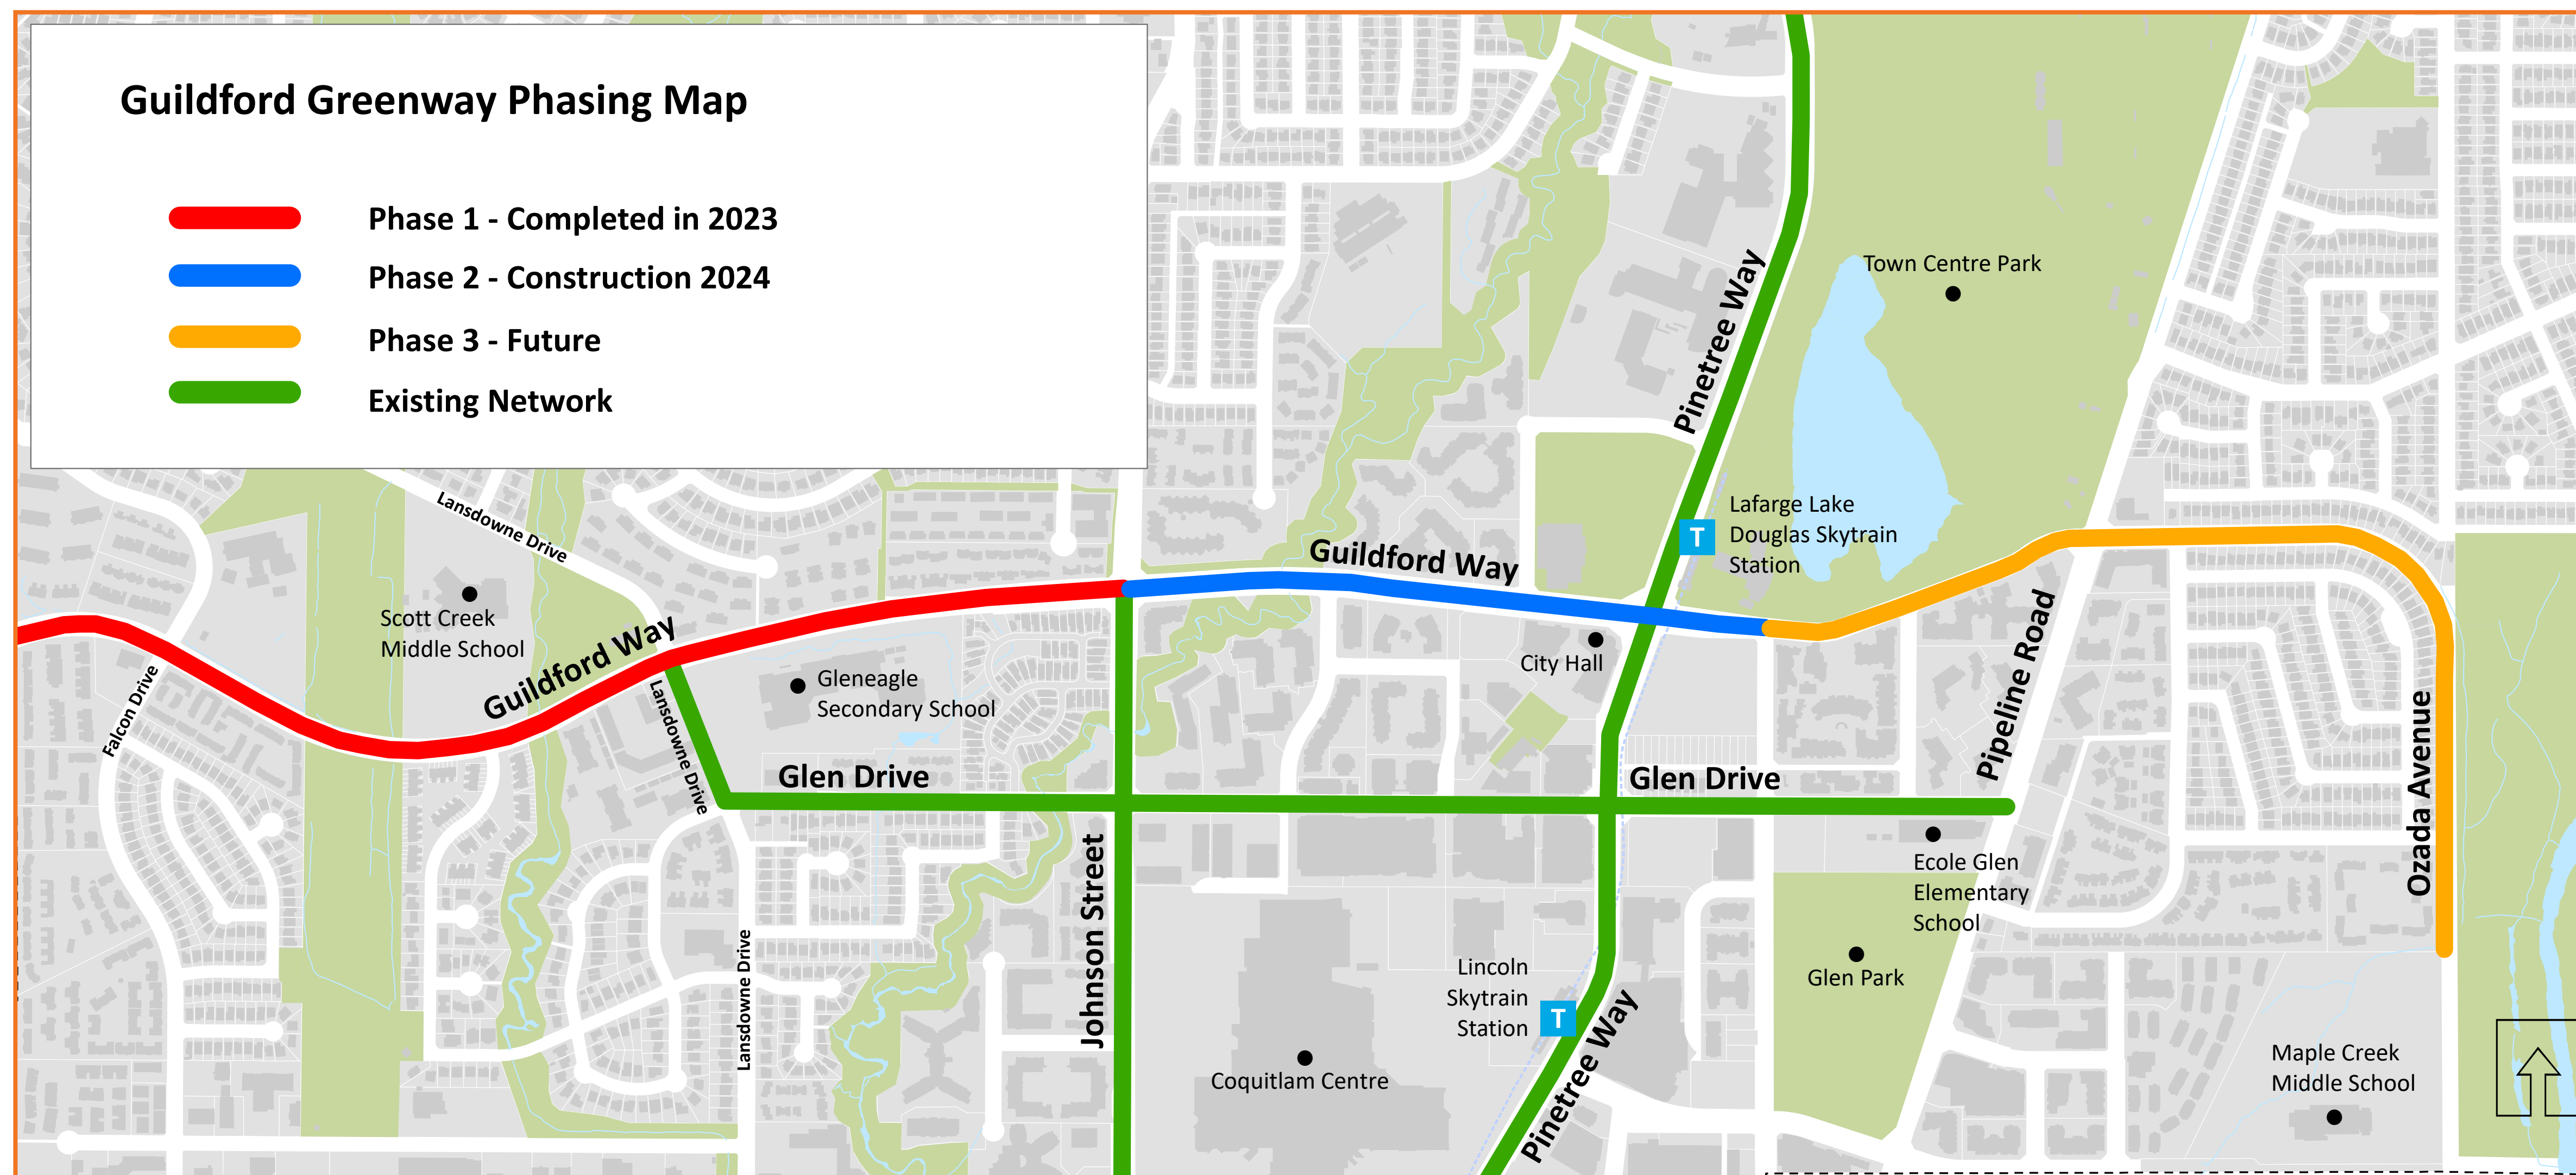 Guildford Greenway Phasing Map
Phase 1 - Completed in 2023
Phase 2 - Construction 2024
Phase 3 - Future
Existing Network
Pinetree Way
Town Centre Park
Lansdowne Drive
Lafarge Lake
Douglas Skytrain
Station
T
Guildford Way
Scott Creek
Middle School
Guildford Way
Falcon Drive
Lansdowne Drive
Gleneagle
Secondary School
City Hall
Pipeline Road
Ozada Avenue
Glen Drive
Glen Drive
Johnson Street
Ecole Glen
Elementary
School
Lansdowne Drive
Lincoln
Skytrain
Station
T
Glen Park
Pinetree Way
Coquitlam Centre
Maple Creek
Middle School